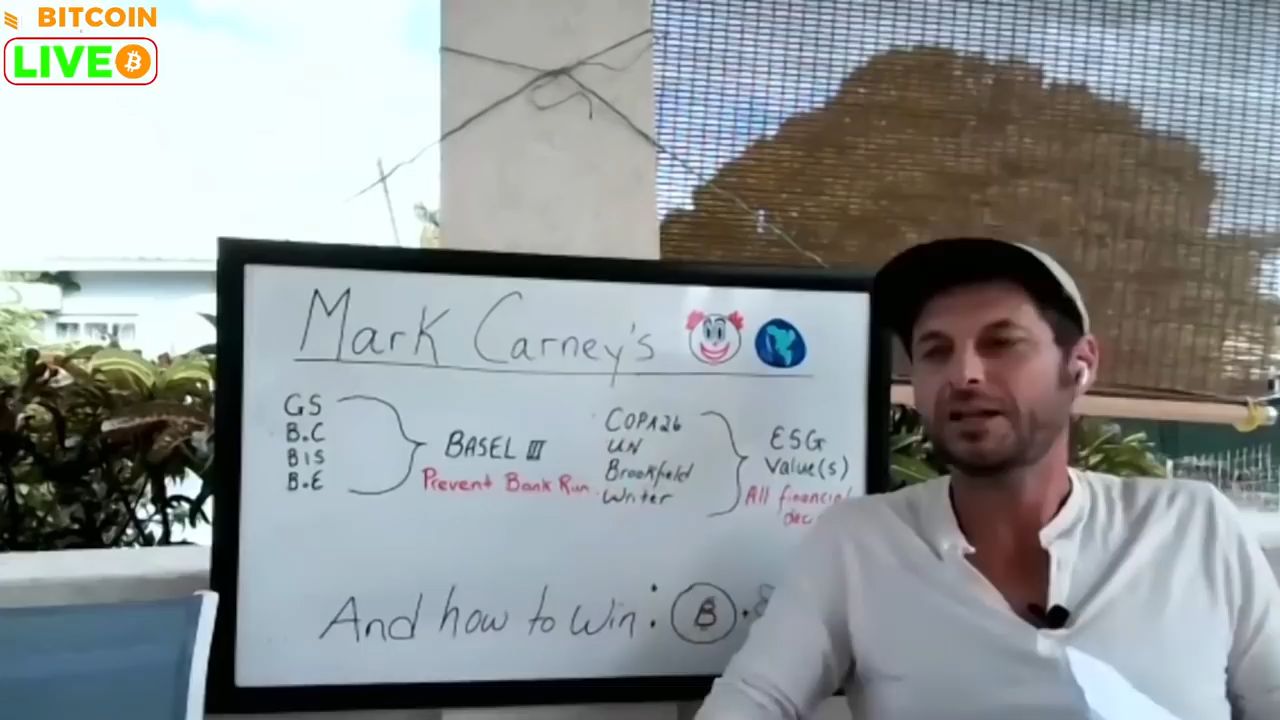 BITCOIN
LIVE
Mark Carney's
GS
B.C
BIS
B.E
BASEL III
Prevent Bank Run.
COPA26
UN
Brookfield
Writer
ESG
Value(s)
All financial
And how to Win: